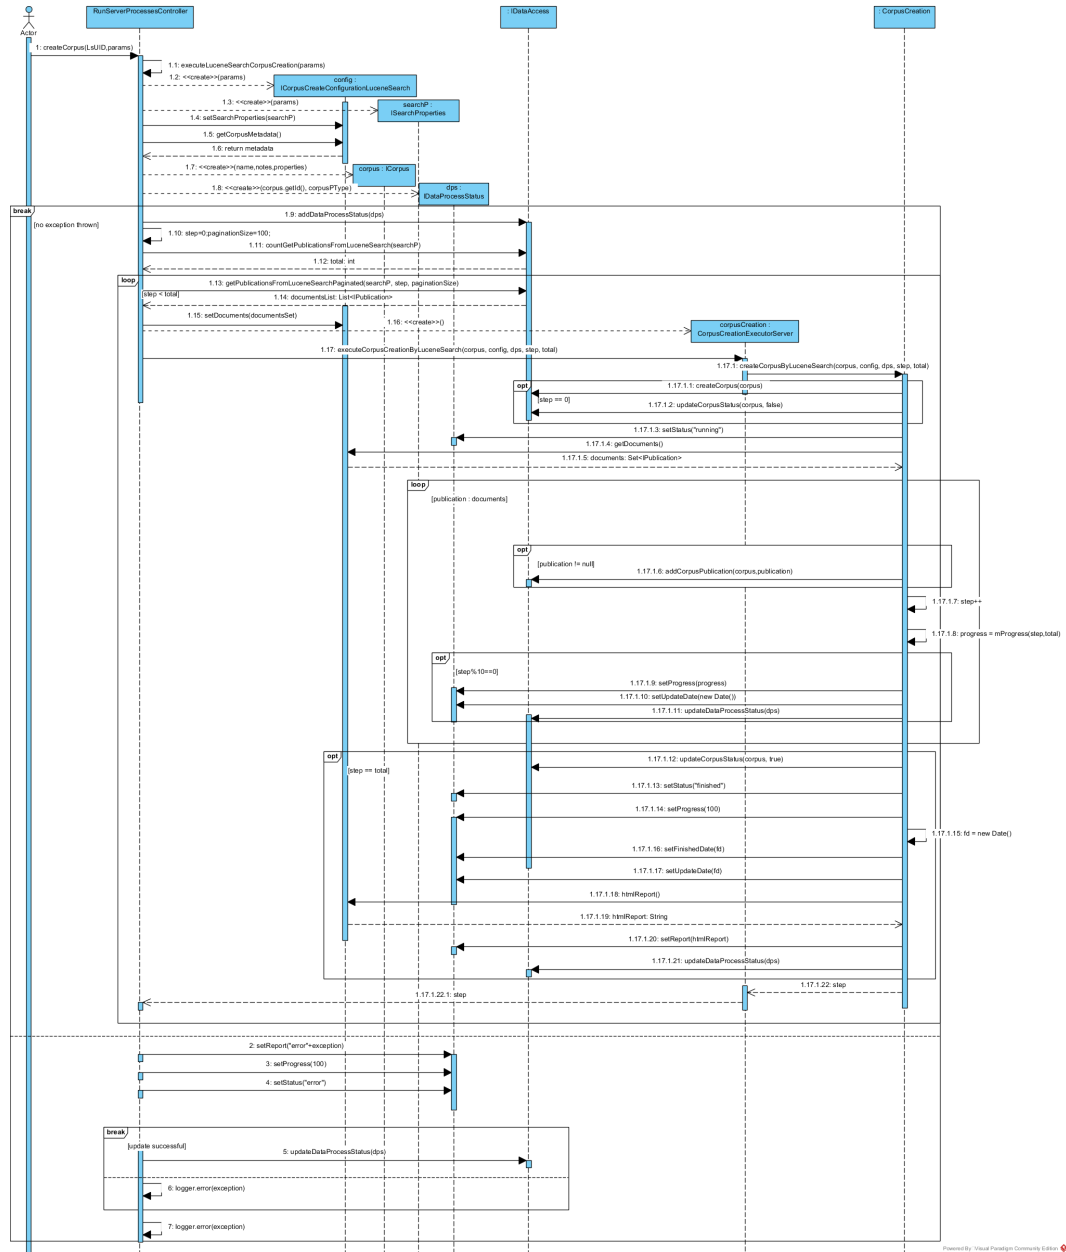 RunServerProcessesController
: IDataAccess
: CorpusCreation
Actor
1: createCorpus(LsUID,params)
1.1: executeLuceneSearchCorpusCreation(params)
1.2: <<create>>(params)
config :
ICorpusCreateConfigurationLuceneSearch
1.3: <<create>>(params)
searchP :
ISearchProperties
1.4: setSearchProperties(searchP)
1.5: getCorpusMetadata()
1.6: return metadata
1.7: <<create>>(name,notes,properties)
corpus : ICorpus
1.8: <<create>>(corpus.getId(), corpusPType)
dps :
IDataProcessStatus
break
[no exception thrown]
1.9: addDataProcessStatus(dps)
1.10: step=0;paginationSize=100;
1.11: countGetPublicationsFromLuceneSearch(searchP)
1.12: total: int
loop
1.13: getPublicationsFromLuceneSearchPaginated(searchP, step, paginationSize)
[step < total]
1.14: documentsList: List<IPublication>
1.15: setDocuments(documentsSet)
1.16: <<create>>()
corpusCreation :
CorpusCreationExecutorServer
1.17: executeCorpusCreationByLuceneSearch(corpus, config, dps, step, total)
1.17.1: createCorpusByLuceneSearch(corpus, config, dps, step, total)
opt
1.17.1.1: createCorpus(corpus)
[step == 0]
1.17.1.2: updateCorpusStatus(corpus, false)
1.17.1.3: setStatus("running")
1.17.1.4: getDocuments()
1.17.1.5: documents: Set<IPublication>
loop
[publication : documents]
opt
[publication != null]
1.17.1.6: addCorpusPublication(corpus,publication)
1.17.1.7: step++
1.17.1.8: progress = mProgress(step,total)
opt
[step%10==0]
1.17.1.9: setProgress(progress)
1.17.1.10: setUpdateDate(new Date())
1.17.1.11: updateDataProcessStatus(dps)
opt
[step == total]
1.17.1.12: updateCorpusStatus(corpus, true)
1.17.1.13: setStatus("finished")
1.17.1.14: setProgress(100)
1.17.1.15: fd = new Date()
1.17.1.16: setFinishedDate(fd)
1.17.1.17: setUpdateDate(fd)
1.17.1.18: htmlReport()
1.17.1.19: htmlReport: String
1.17.1.20: setReport(htmlReport)
1.17.1.21: updateDataProcessStatus(dps)
1.17.1.22: step
1.17.1.22.1: step
2: setReport("error"+exception)
3: setProgress(100)
4: setStatus("error")
break
[update successful]
5: updateDataProcessStatus(dps)
6: logger.error(exception)
7: logger.error(exception)
Powered By Visual Paradigm Community Edition